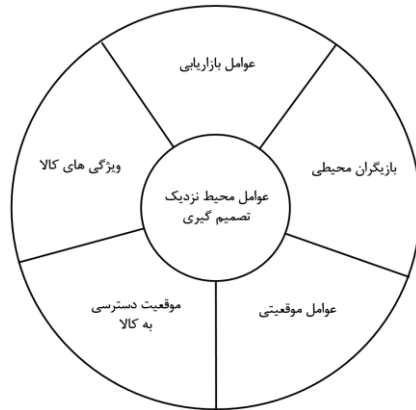 عوامل بازاریابی
ویژگی های کالا
بازیگران محیطی
عوامل محیط نزدیک
تصمیم گیری
موقعیت دسترسی
به کالا
عوامل موقعیتی